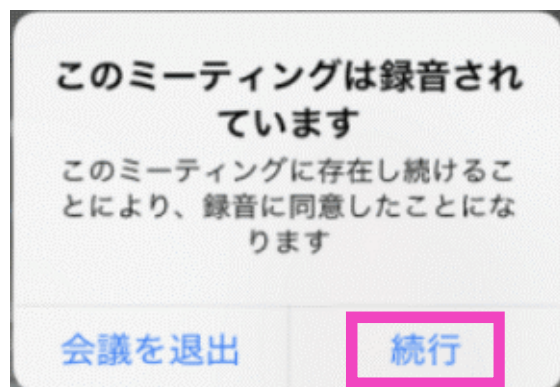 このミーティングは録音され
ています
このミーティングに存在し続けるこ
とにより、録音に同意したことにな
ります
会議を退出
続行